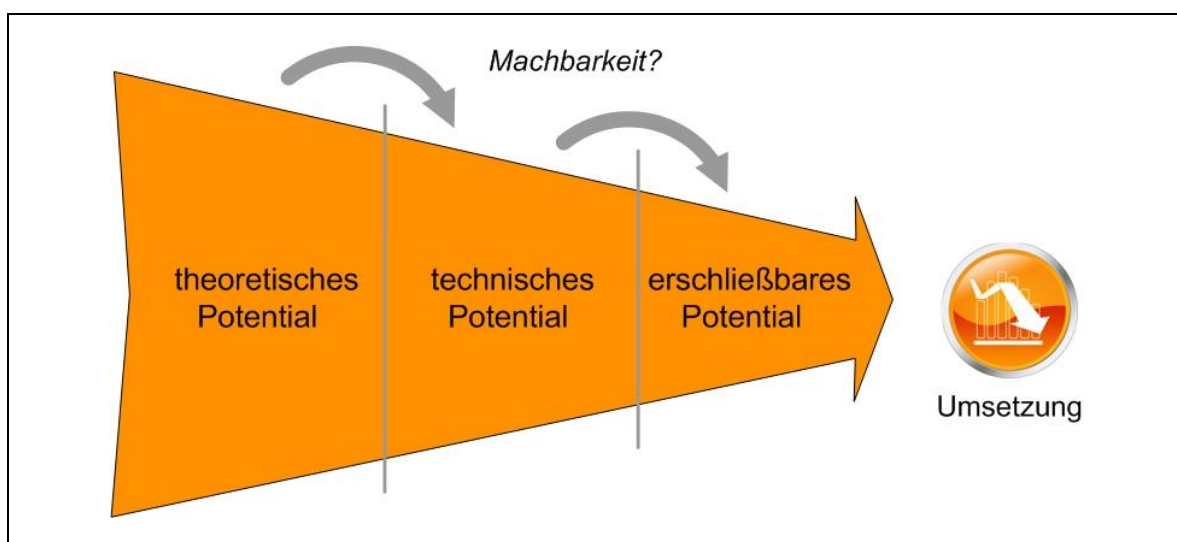 Machbarkeit?
theoretisches
Potential
technisches
Potential
erschließbares
Potential
Umsetzung